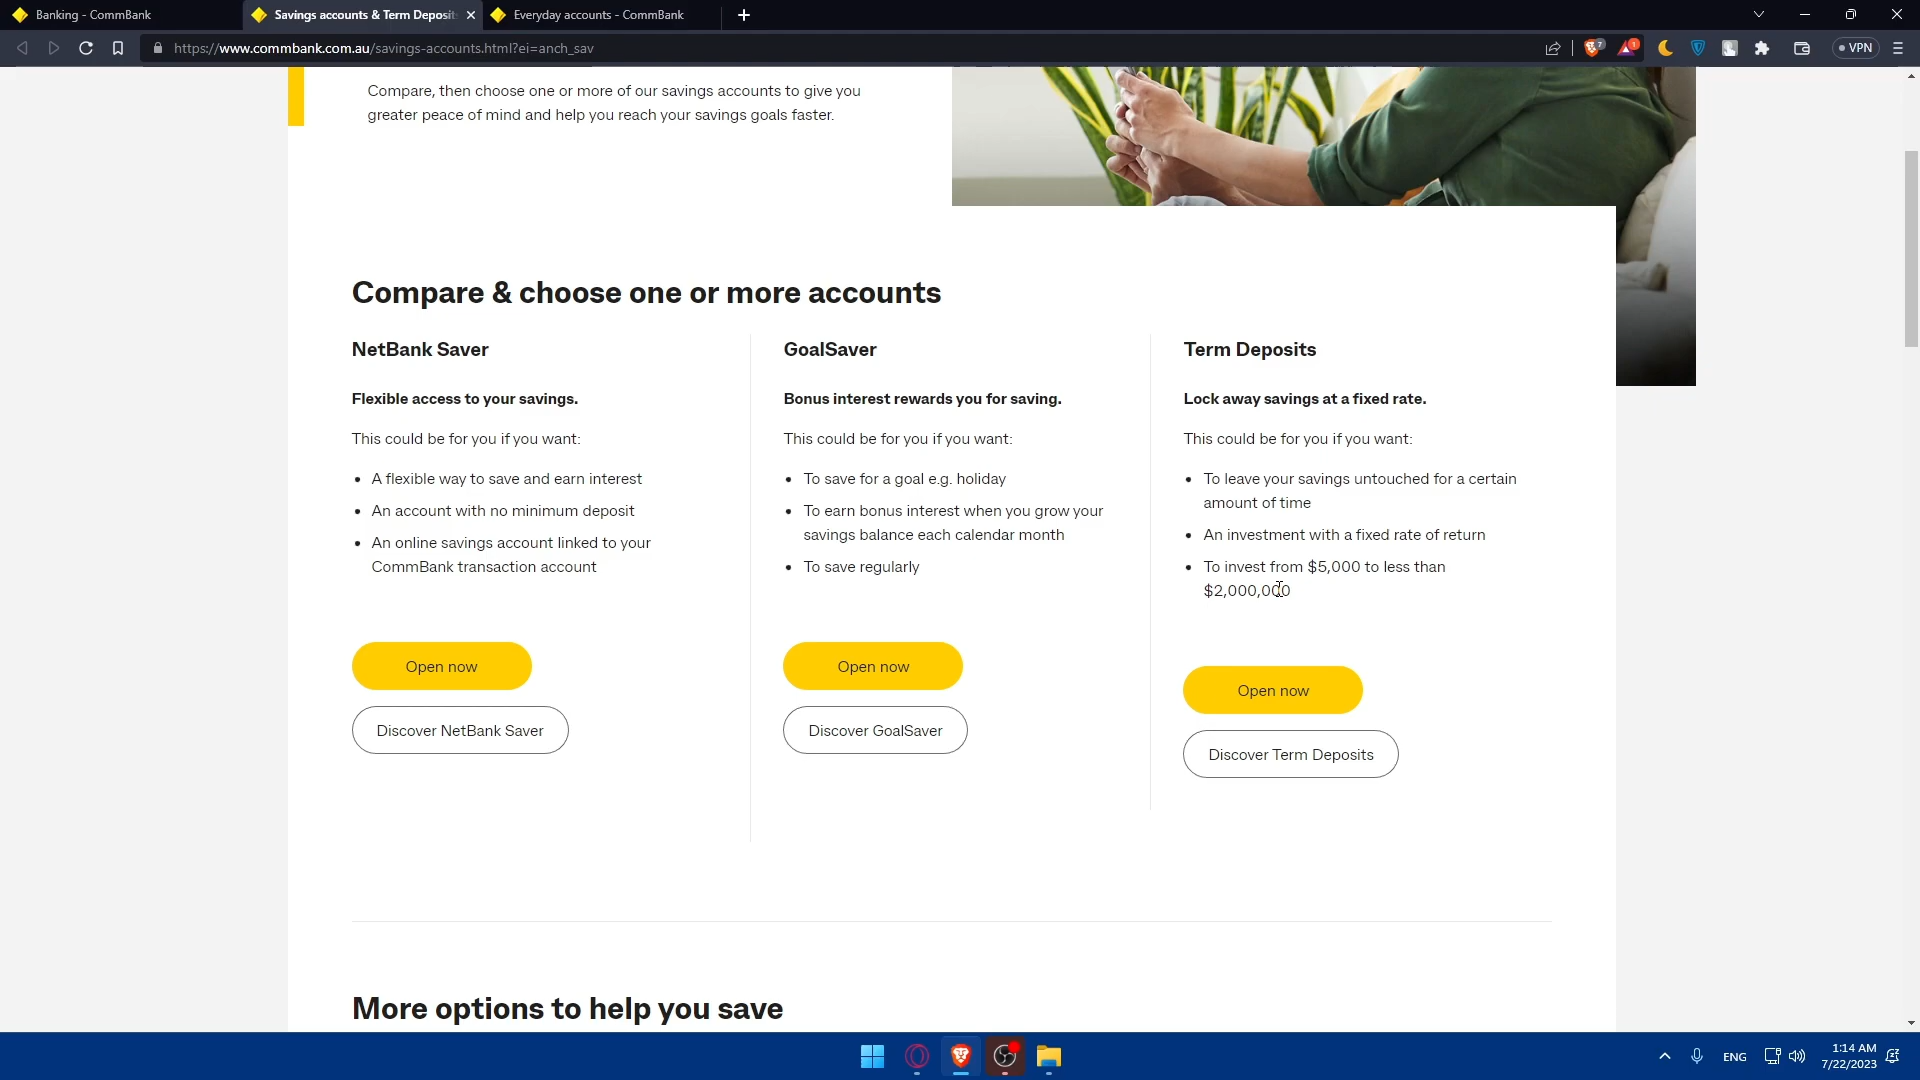 Banking - CommBank
Savings accounts & Term Deposit
Everyday accounts - CommBank
https://www.commbank.com.au/savings-accounts.html?ei=anch_sav
7
1
VPN
Compare, then choose one or more of our savings accounts to give you
greater peace of mind and help you reach your savings goals faster.
Compare & choose one or more accounts
NetBank Saver
Flexible access to your savings.
This could be for you if you want:
• A flexible way to save and earn interest
• An account with no minimum deposit
• An online savings account linked to your
CommBank transaction account
Open now
Discover NetBank Saver
GoalSaver
Bonus interest rewards you for saving.
This could be for you if you want:
• To save for a goal e.g. holiday
• To earn bonus interest when you grow your
savings balance each calendar month
• To save regularly
Open now
Discover GoalSaver
Term Deposits
Lock away savings at a fixed rate.
This could be for you if you want:
• To leave your savings untouched for a certain
amount of time
• An investment with a fixed rate of return
• To invest from $5,000 to less than
$2,000,000
Open now
Discover Term Deposits
More options to help you save
ENG
1:14 AM
7/22/2023